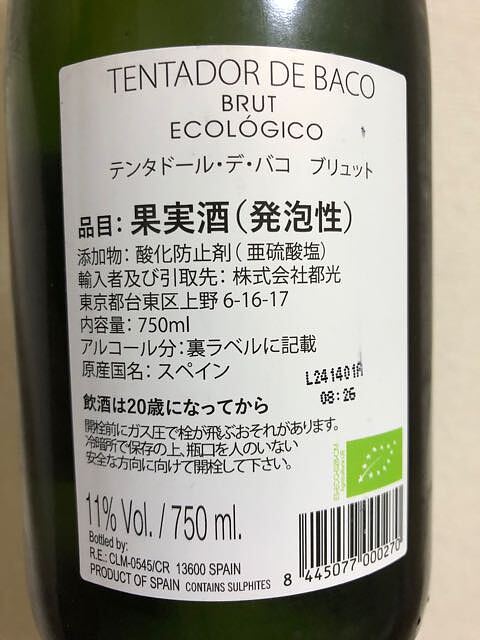 TENTADOR DE BACO
BRUT
ECOLÓGICO
テンタドール・デ・バコ ブリュット
品目：果実酒（発泡性）
添加物：酸化防止剤（亜硫酸塩）
輸入者及び引取先：株式会社都光
東京都台東区上野 6-16-17
内容量：750ml
アルコール分：裏ラベルに記載
原産国名：スペイン
L241401A
08:26
飲酒は20歳になってから
開栓前にガス圧で栓が飛ぶおそれがあります。
冷暗所で保存の上、瓶口を人のいない
安全な方向に向けて開栓して下さい。
11% Vol. / 750 ml.
Bottled by:
R.E.: CLM-0545/CR 13600 SPAIN
PRODUCT OF SPAIN CONTAINS SULPHITES
8 445077 000270